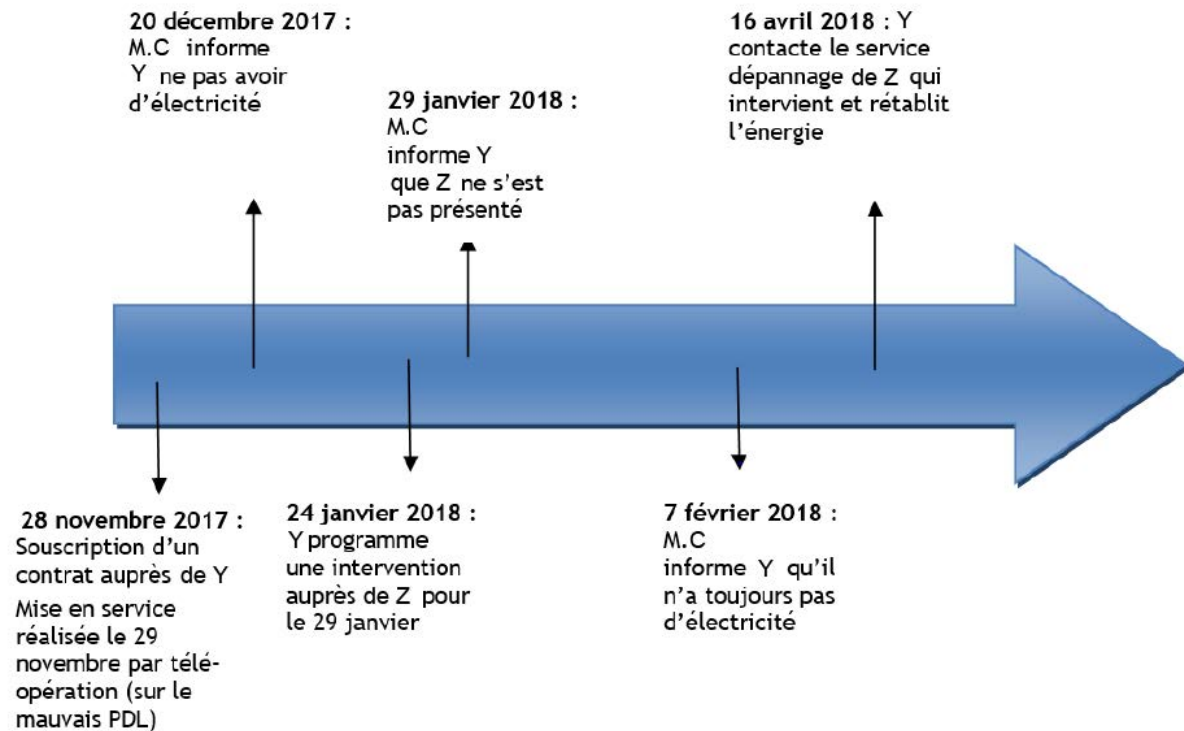 20 décembre 2017 :
M.C informe
Y ne pas avoir
d'électricité
29 janvier 2018 :
M.C
informe Y
que Z ne s'est
pas présenté
16 avril 2018 : Y
contacte le service
dépannage de Z qui
intervient et rétablit
l'énergie
28 novembre 2017 :
Souscription d'un
contrat auprès de Y
Mise en service
réalisée le 29
novembre par télé-
opération (sur le
mauvais PDL)
24 janvier 2018 :
Y programme
une intervention
auprès de Z pour
le 29 janvier
7 février 2018 :
M.C
informe Y qu'il
n'a toujours pas
d'électricité